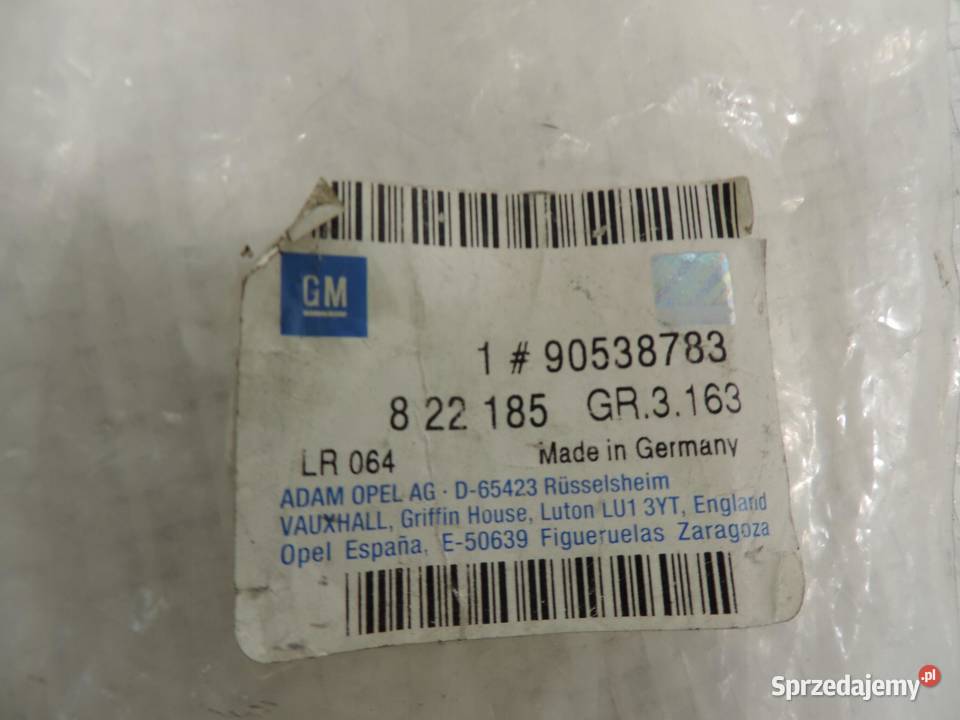 GM
1 # 90538783
8 22 185 GR.3.163
LR 064 Made in Germany
ADAM OPEL AG · D-65423 Rüsselsheim
VAUXHALL, Griffin House, Luton LU1 3YT, England
Opel España, E-50639 Figueruelas Zaragoza
Sprzedajemy.pl